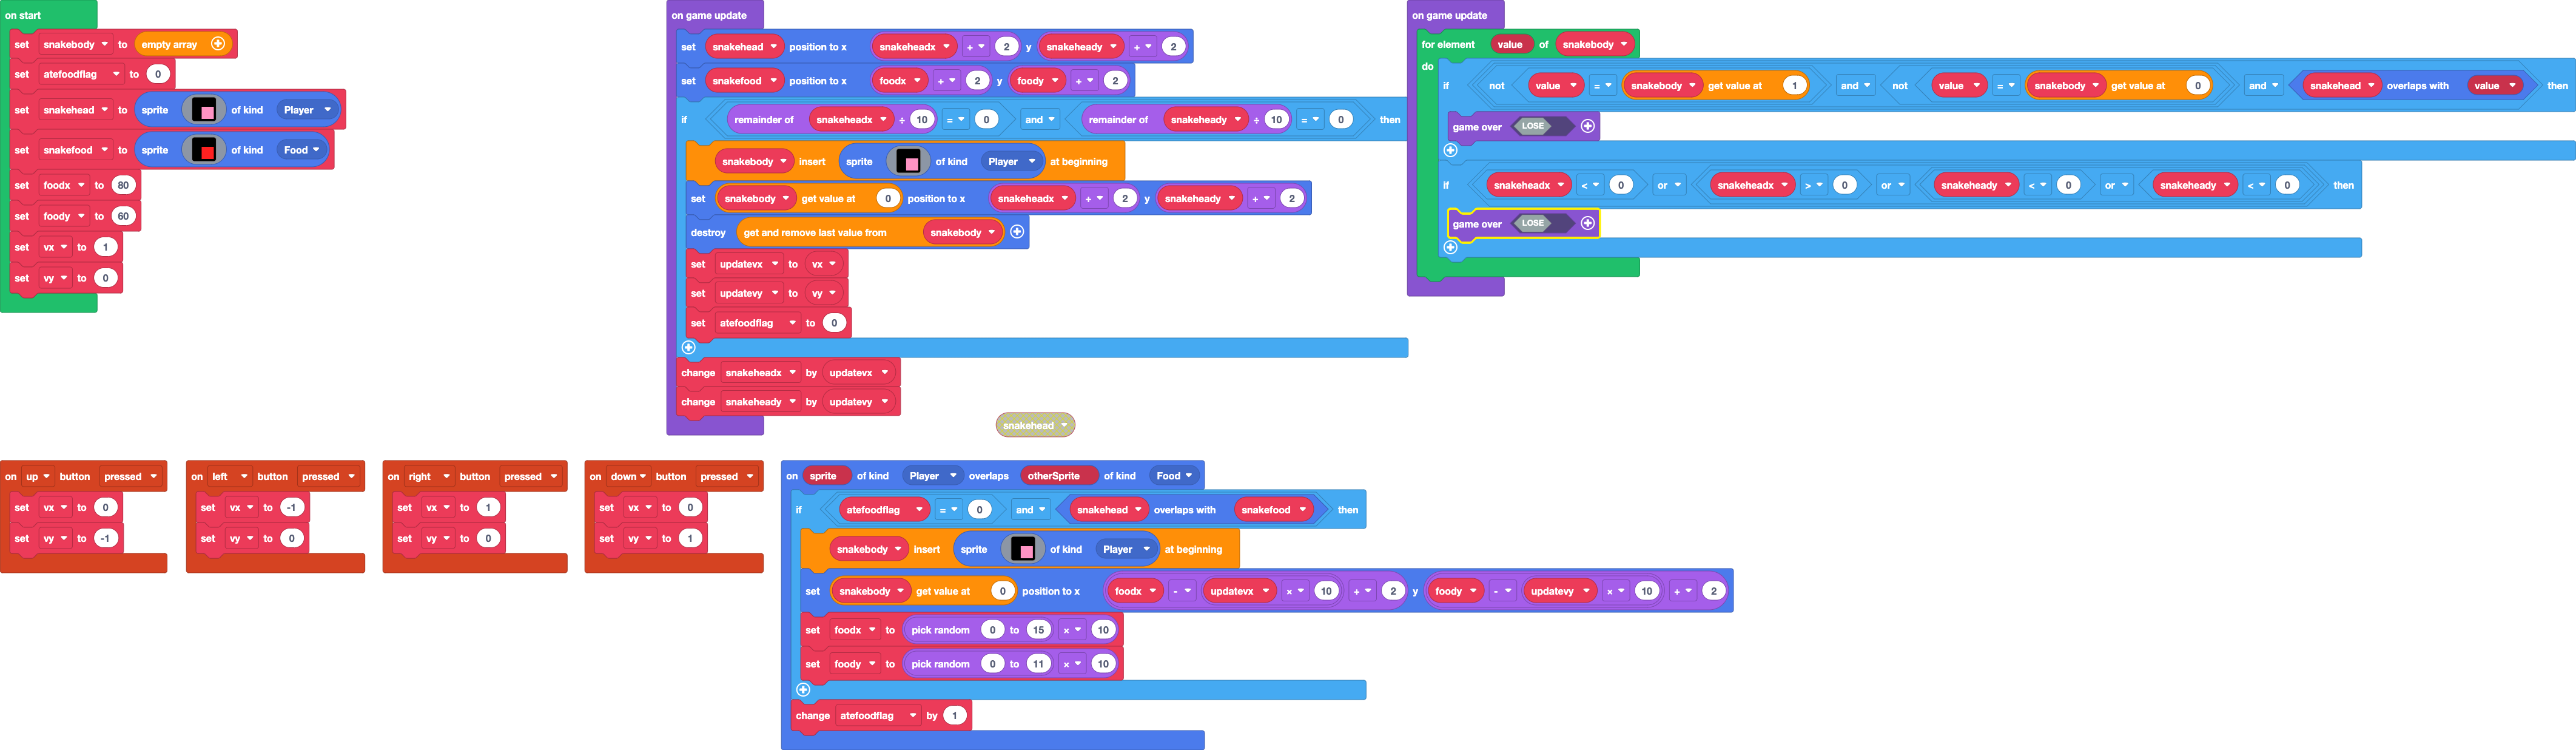 on start
set snakebody to empty array
set atefoodflag to 0
set snakehead to sprite of kind Player
set snakefood to sprite of kind Food
set foodx to 80
set foody to 60
set vx to 1
set vy to 0
on game update
set snakehead position to x snakeheadx + 2 y snakeheady + 2
set snakefood position to x foodx + 2 y foody + 2
if remainder of snakeheadx ÷ 10 = 0 and remainder of snakeheady ÷ 10 = 0 then
snakebody insert sprite of kind Player at beginning
set snakebody get value at 0 position to x snakeheadx + 2 y snakeheady + 2
destroy get and remove last value from snakebody
set updatevx to vx
set updatevy to vy
set atefoodflag to 0
change snakeheadx by updatevx
change snakeheady by updatevy
snakehead
on game update
for element value of snakebody
do
if not value = snakebody get value at 1 and not value = snakebody get value at 0 and snakehead overlaps with value then
game over LOSE
if snakeheadx < 0 or snakeheadx > 0 or snakeheady < 0 or snakeheady < 0 then
game over LOSE
on up button pressed
set vx to 0
set vy to -1
on left button pressed
set vx to -1
set vy to 0
on right button pressed
set vx to 1
set vy to 0
on down button pressed
set vx to 0
set vy to 1
on sprite of kind Player overlaps otherSprite of kind Food
if atefoodflag = 0 and snakehead overlaps with snakefood then
snakebody insert sprite of kind Player at beginning
set snakebody get value at 0 position to x foodx - updatevx × 10 + 2 y foody - updatevy × 10 + 2
set foodx to pick random 0 to 15 × 10
set foody to pick random 0 to 11 × 10
change atefoodflag by 1